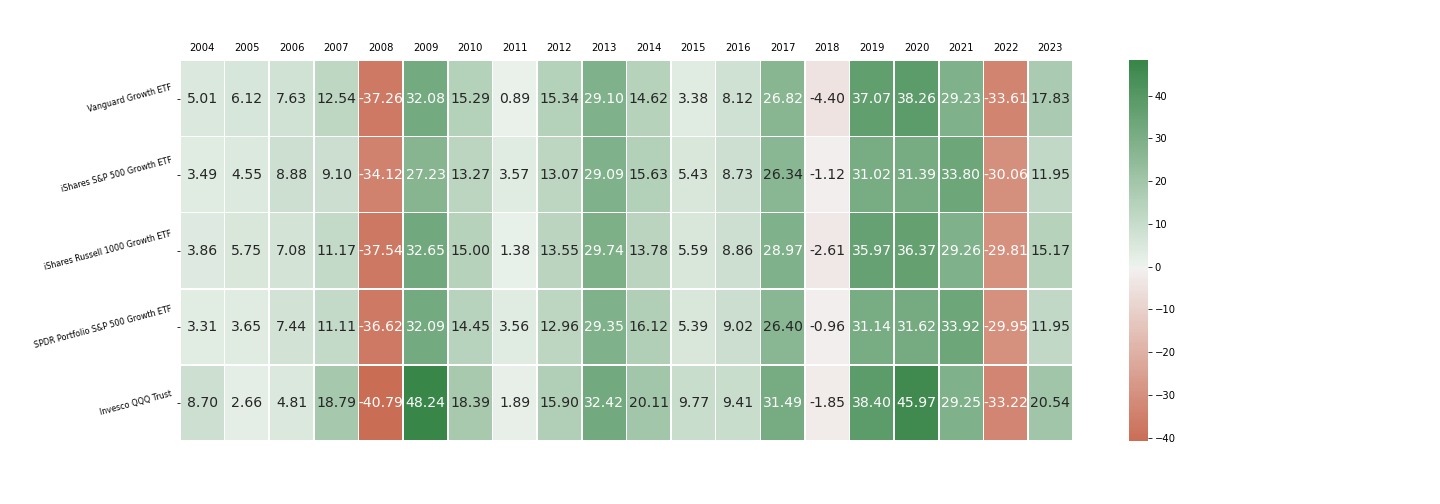 2004 2005 2006 2007 2008 2009 2010 2011 2012 2013 2014 2015 2016 2017 2018 2019 2020 2021 2022 2023
Vanguard Growth ETF 5.01 6.12 7.63 12.54 -37.26 32.08 15.29 0.89 15.34 29.10 14.62 3.38 8.12 26.82 -4.40 37.07 38.26 29.23 -33.61 17.83
iShares S&P 500 Growth ETF 3.49 4.55 8.88 9.10 -34.12 27.23 13.27 3.57 13.07 29.09 15.63 5.43 8.73 26.34 -1.12 31.02 31.39 33.80 -30.06 11.95
iShares Russell 1000 Growth ETF 3.86 5.75 7.08 11.17 -37.54 32.65 15.00 1.38 13.55 29.74 13.78 5.59 8.86 28.97 -2.61 35.97 36.37 29.26 -29.81 15.17
SPDR Portfolio S&P 500 Growth ETF 3.31 3.65 7.44 11.11 -36.62 32.09 14.45 3.56 12.96 29.35 16.12 5.39 9.02 26.40 -0.96 31.14 31.62 33.92 -29.95 11.95
Invesco QQQ Trust 8.70 2.66 4.81 18.79 -40.79 48.24 18.39 1.89 15.90 32.42 20.11 9.77 9.41 31.49 -1.85 38.40 45.97 29.25 -33.22 20.54
40
30
20
10
0
−10
−20
−30
−40